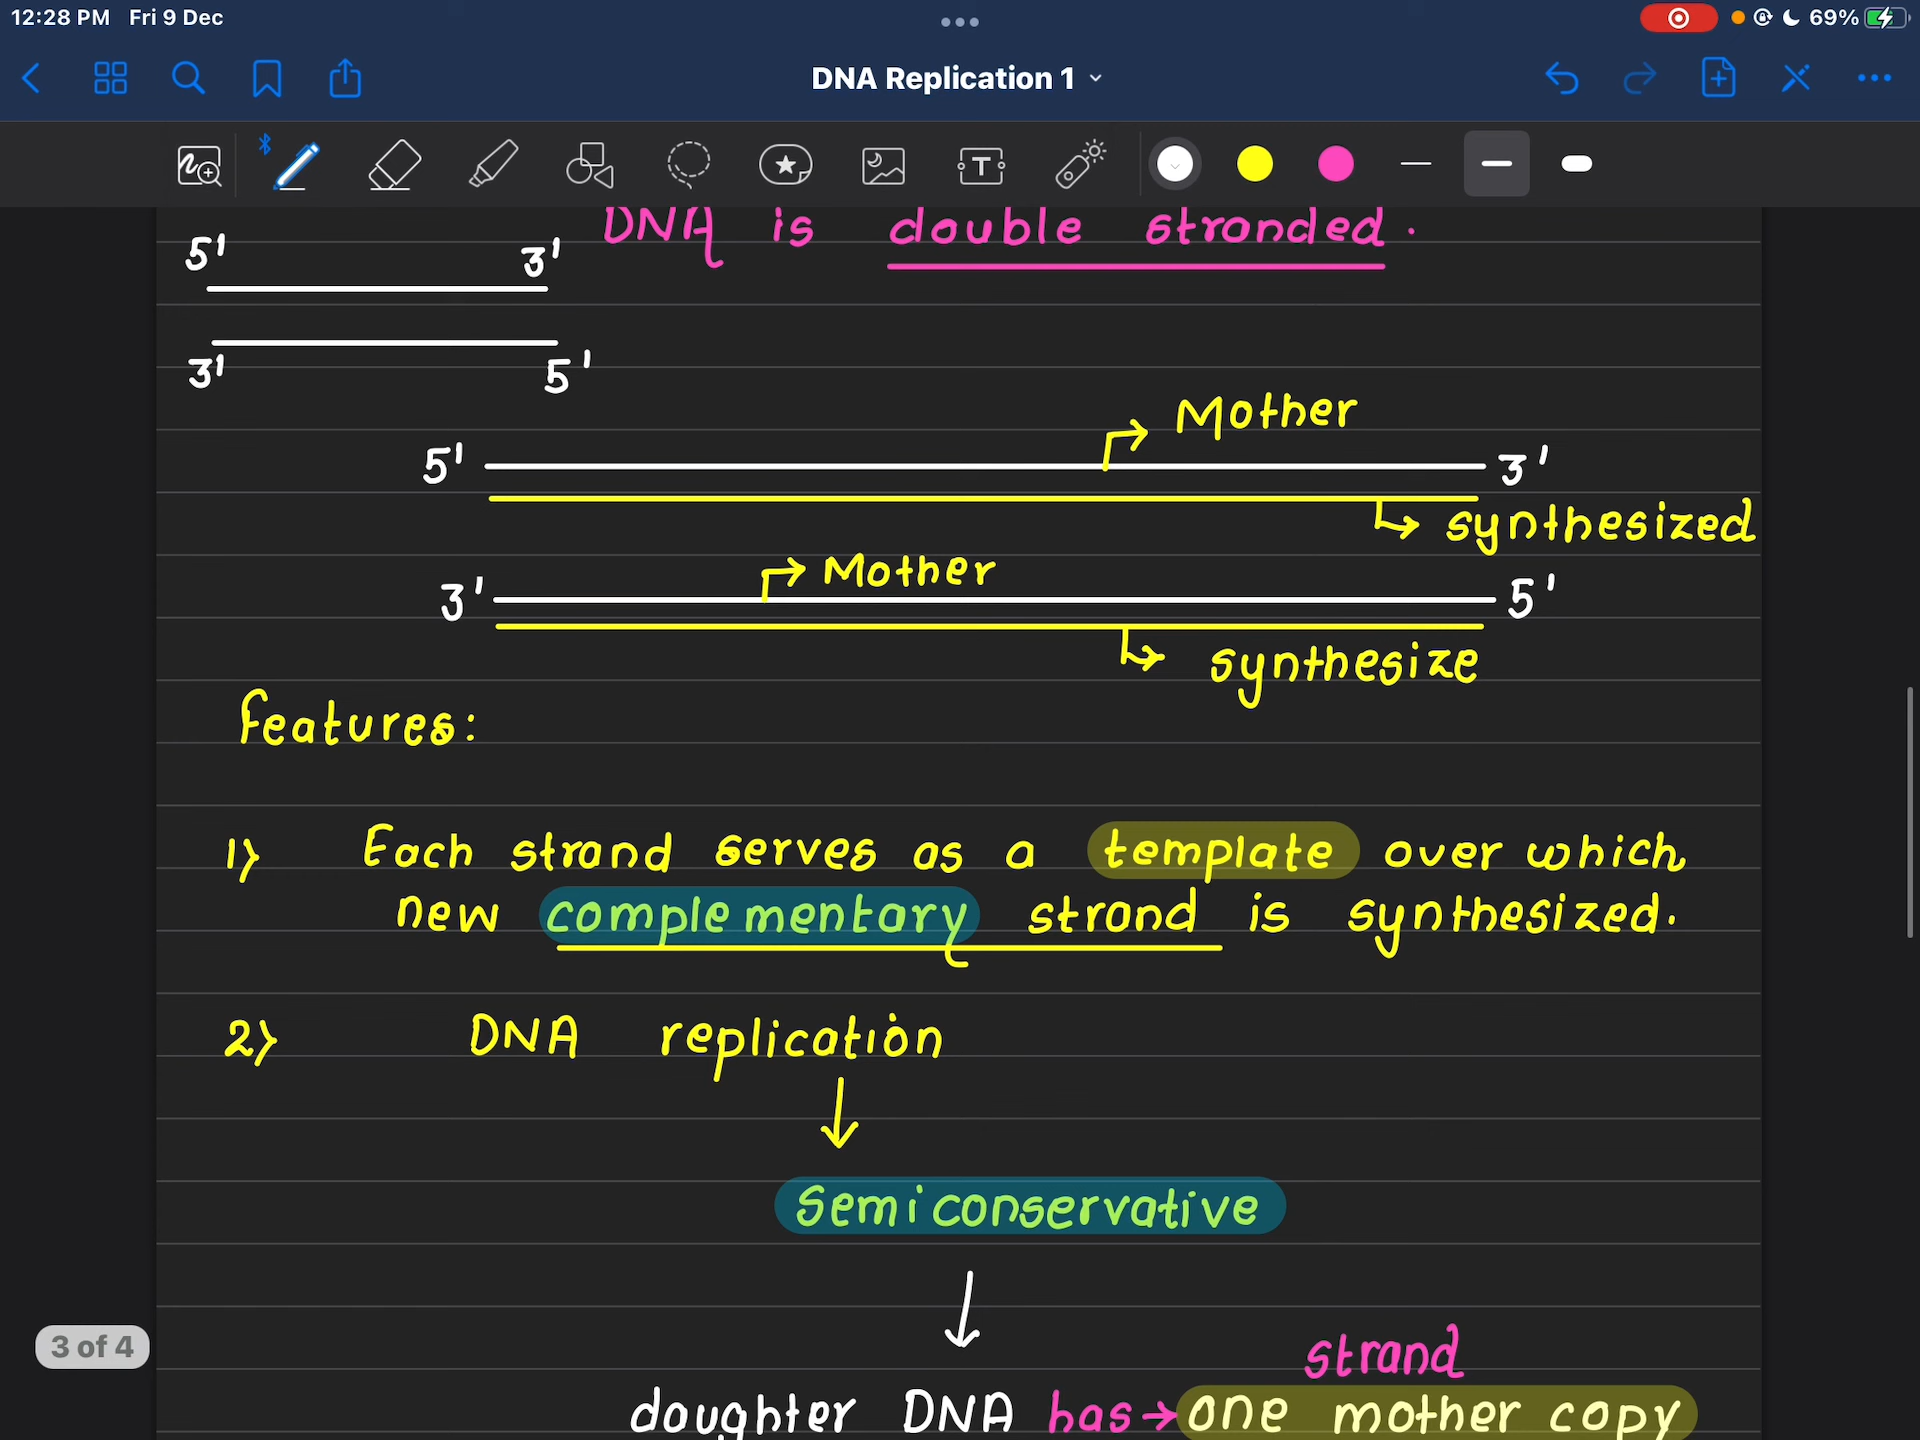 12:28 PM Fri 9 Dec
69%
DNA Replication 1
DNA is double stranded.
5' 3'
3' 5'
Mother
5' 3'
synthesized
Mother
3' 5'
synthesize
features:
1) Each strand serves as a template over which
new complementary strand is synthesized.
2) DNA replication
Semiconservative
3 of 4
strand
daughter DNA has→ one mother copy